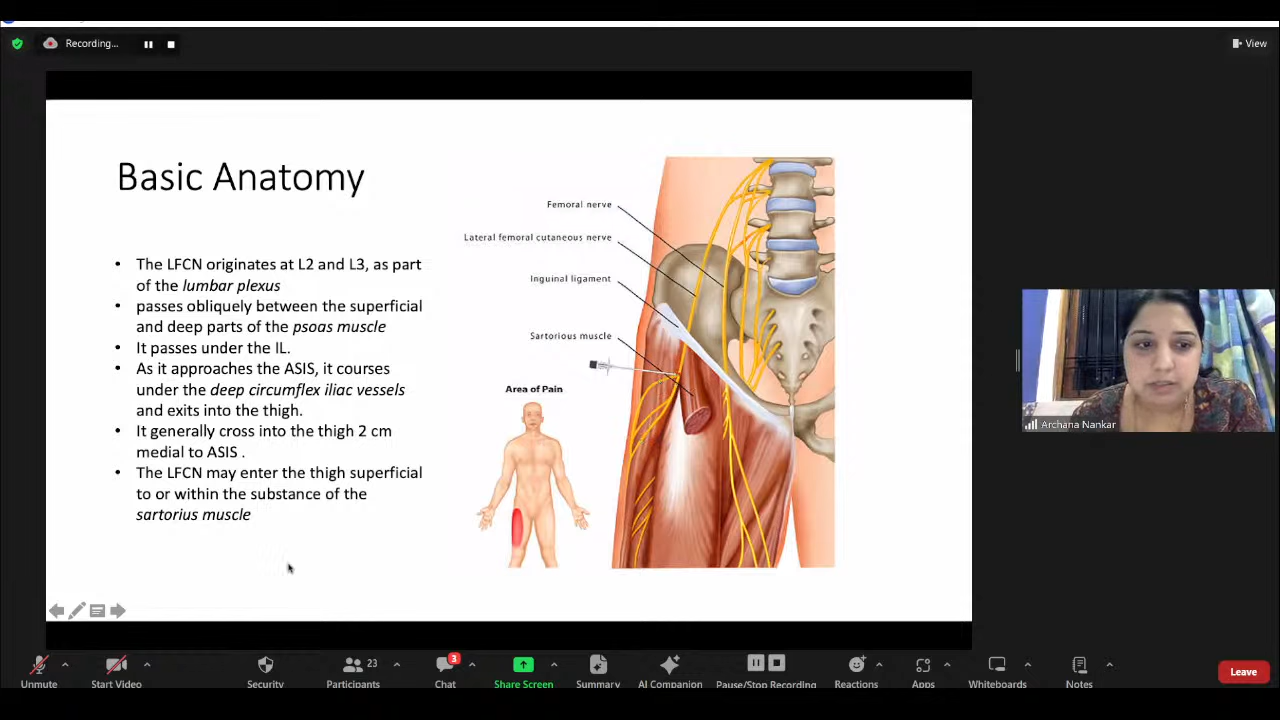 Recording...
View
Basic Anatomy
• The LFCN originates at L2 and L3, as part
of the lumbar plexus
• passes obliquely between the superficial
and deep parts of the psoas muscle
• It passes under the IL.
• As it approaches the ASIS, it courses
under the deep circumflex iliac vessels
and exits into the thigh.
• It generally cross into the thigh 2 cm
medial to ASIS .
• The LFCN may enter the thigh superficial
to or within the substance of the
sartorius muscle
Femoral nerve
Lateral femoral cutaneous nerve
Inguinal ligament
Sartorious muscle
Area of Pain
Archana Nankar
Unmute
Start Video
Security
Participants
23
Chat
3
Share Screen
Summary
AI Companion
Pause/Stop Recording
Reactions
Apps
Whiteboards
Notes
Leave